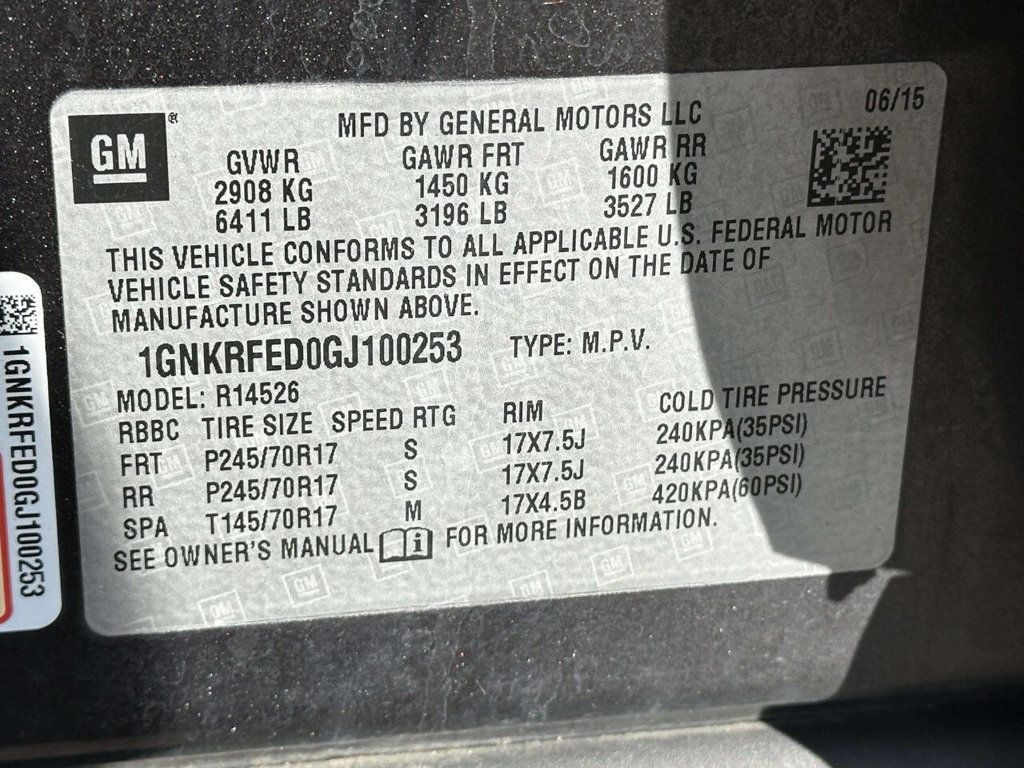 GM®
MFD BY GENERAL MOTORS LLC 06/15
GVWR GAWR FRT GAWR RR
2908 KG 1450 KG 1600 KG
6411 LB 3196 LB 3527 LB
THIS VEHICLE CONFORMS TO ALL APPLICABLE U.S. FEDERAL MOTOR
VEHICLE SAFETY STANDARDS IN EFFECT ON THE DATE OF
MANUFACTURE SHOWN ABOVE.
1GNKRFED0GJ100253 TYPE: M.P.V.
MODEL: R14526
RBBC TIRE SIZE SPEED RTG RIM COLD TIRE PRESSURE
FRT P245/70R17 S 17X7.5J 240KPA(35PSI)
RR P245/70R17 S 17X7.5J 240KPA(35PSI)
SPA T145/70R17 M 17X4.5B 420KPA(60PSI)
SEE OWNER'S MANUAL i FOR MORE INFORMATION.
1GNKRFED0GJ100253